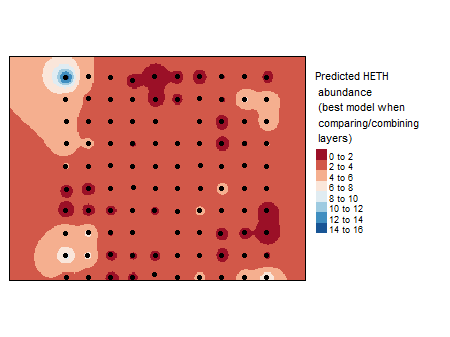 Predicted HETH
abundance
(best model when
comparing/combining
layers)
0 to 2
2 to 4
4 to 6
6 to 8
8 to 10
10 to 12
12 to 14
14 to 16